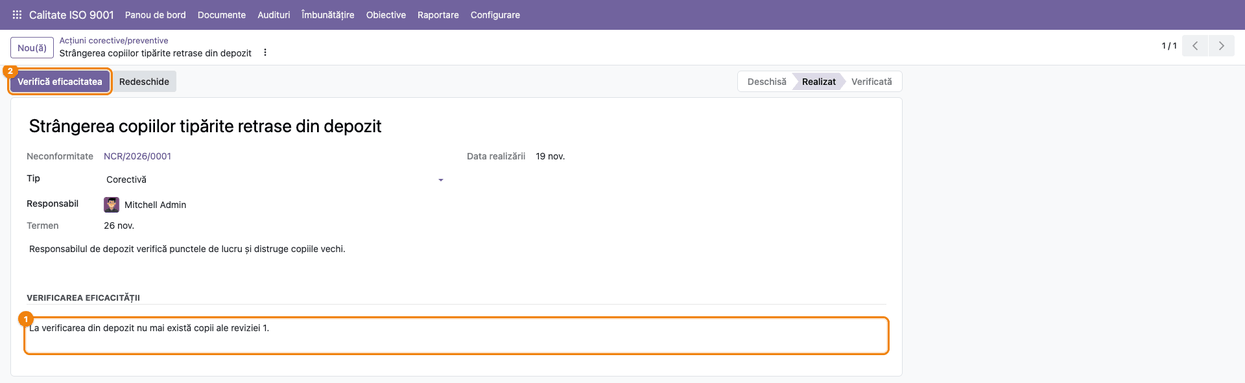 Calitate ISO 9001 Panou de bord Documente Audituri Îmbunătățire Obiective Raportare Configurare
Nou(ă) Acțiuni corective/preventive
Strângerea copiilor tipărite retrase din depozit
1 / 1
2
Verifică eficacitatea Redeschide Deschisă Realizat Verificată
Strângerea copiilor tipărite retrase din depozit
Neconformitate NCR/2026/0001 Data realizării 19 nov.
Tip Corectivă
Responsabil Mitchell Admin
Termen 26 nov.
Responsabilul de depozit verifică punctele de lucru și distruge copiile vechi.
VERIFICAREA EFICACITĂȚII
1
La verificarea din depozit nu mai există copii ale reviziei 1.